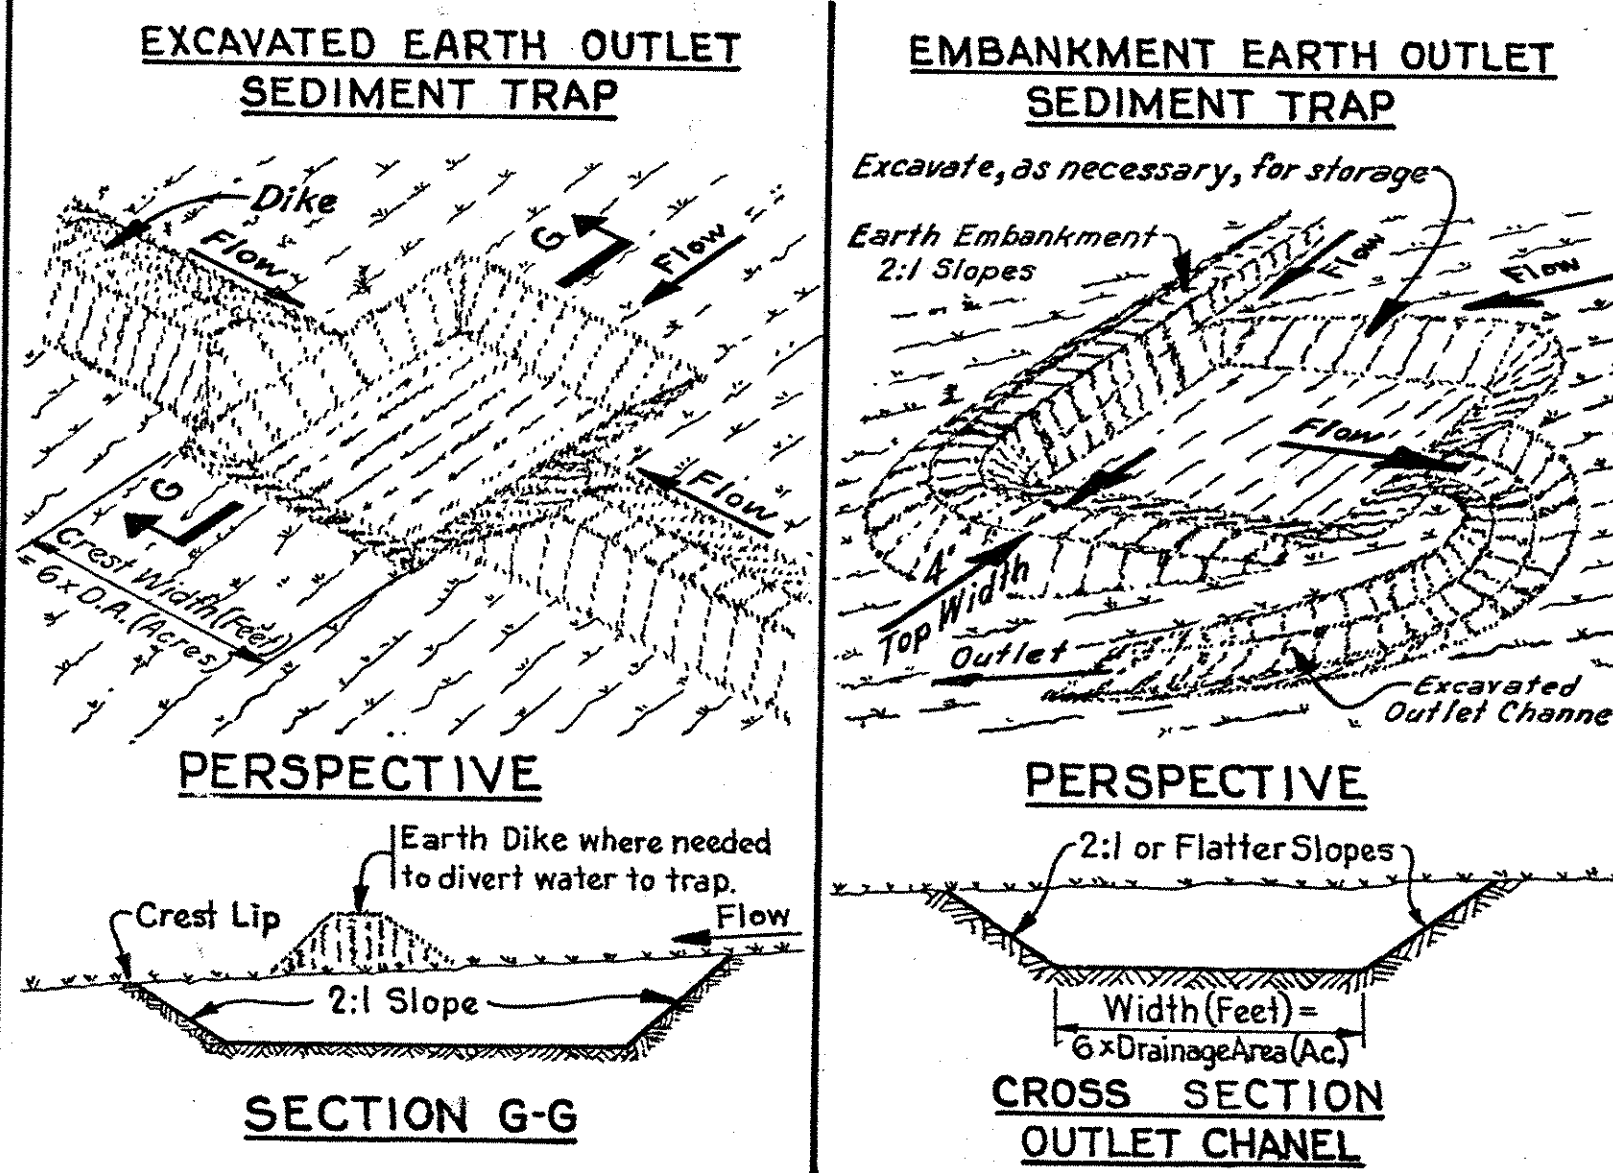 EXCAVATED EARTH OUTLET
SEDIMENT TRAP
Dike
Flow
G
Flow
Flow
G
Crest Width (Feet)
= 6 x D.A. (Acres)
PERSPECTIVE
Earth Dike where needed
to divert water to trap.
Crest Lip
Flow
2:1 Slope
SECTION G-G
EMBANKMENT EARTH OUTLET
SEDIMENT TRAP
Excavate, as necessary, for storage
Earth Embankment
2:1 Slopes
Flow
Flow
Flow
4'
Top Width
Outlet
Excavated
Outlet Channe
PERSPECTIVE
2:1 or Flatter Slopes
Width (Feet) =
6 x Drainage Area (Ac.)
CROSS SECTION
OUTLET CHANEL